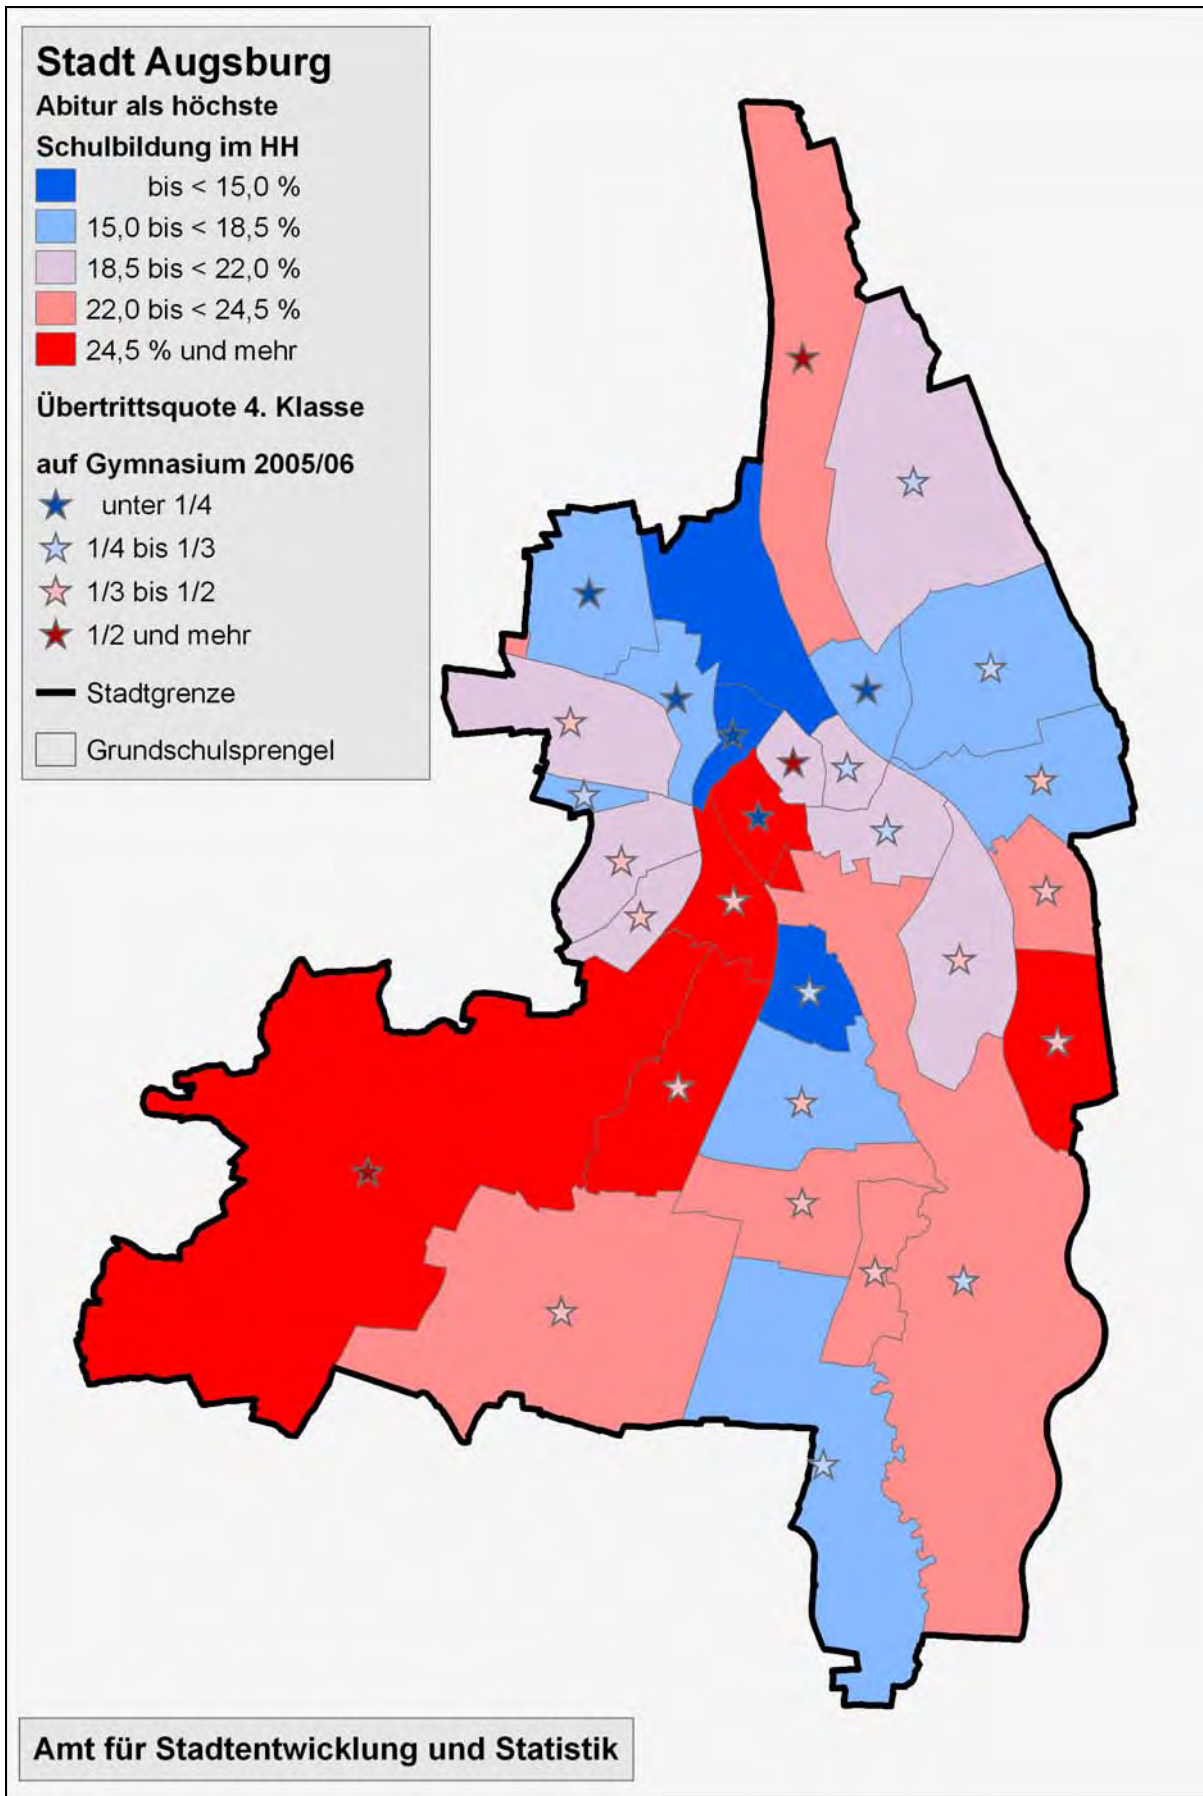 Stadt Augsburg
Abitur als höchste
Schulbildung im HH
bis < 15,0 %
15,0 bis < 18,5 %
18,5 bis < 22,0 %
22,0 bis < 24,5 %
24,5 % und mehr
Übertrittsquote 4. Klasse
auf Gymnasium 2005/06
unter 1/4
1/4 bis 1/3
1/3 bis 1/2
1/2 und mehr
Stadtgrenze
Grundschulsprengel
Amt für Stadtentwicklung und Statistik